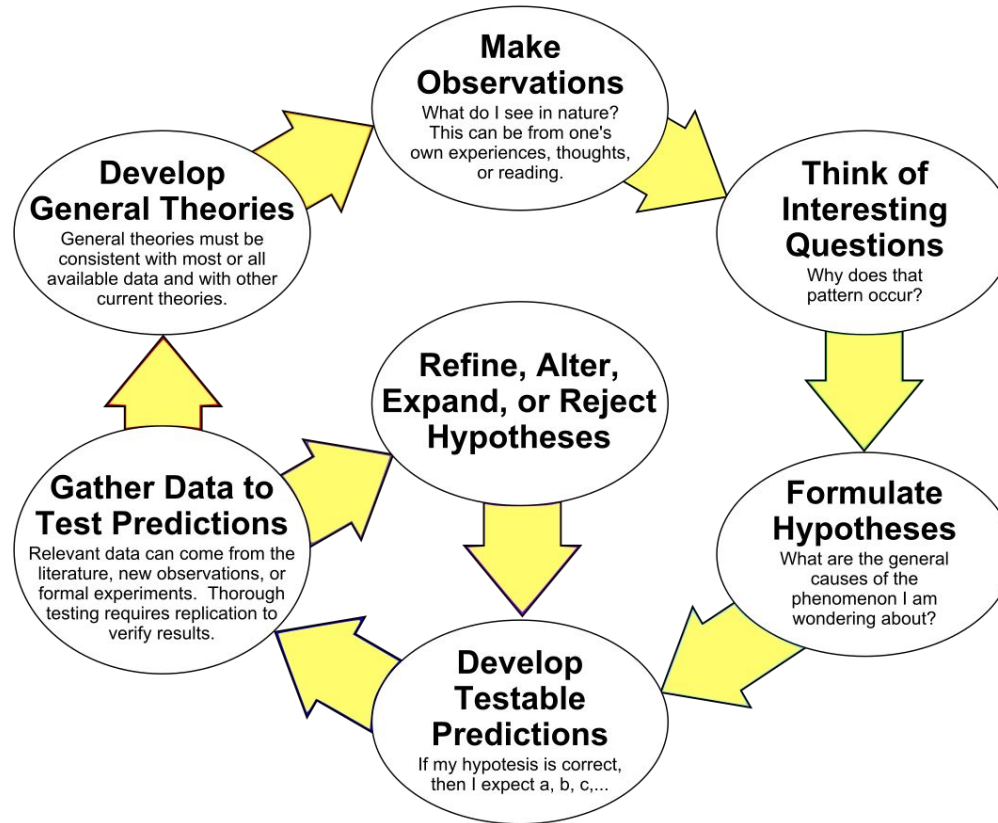 Make
Observations
What do I see in nature?
This can be from one's
own experiences, thoughts,
or reading.
Think of
Interesting
Questions
Why does that
pattern occur?
Formulate
Hypotheses
What are the general
causes of the
phenomenon I am
wondering about?
Develop
Testable
Predictions
If my hypotesis is correct,
then I expect a, b, c,...
Gather Data to
Test Predictions
Relevant data can come from the
literature, new observations, or
formal experiments. Thorough
testing requires replication to
verify results.
Refine, Alter,
Expand, or Reject
Hypotheses
Develop
General Theories
General theories must be
consistent with most or all
available data and with other
current theories.